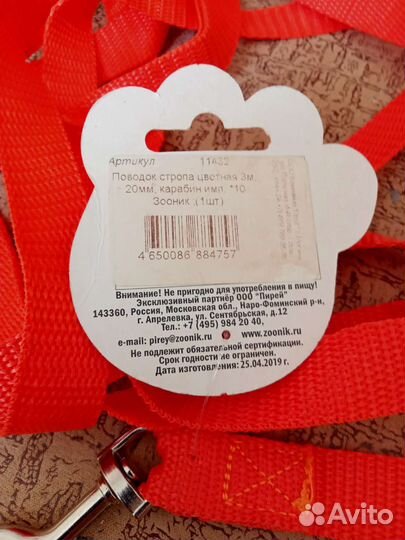 Артикул 11432
Поводок стропа цветная 3м,
20мм, карабин имп. *10
Зооник (1шт)
4 650086 884757
Внимание! Не пригодно для употребления в пищу!
Эксклюзивный партнёр ООО "Пирей"
143360, Россия, Московская обл., Наро-Фоминский р-н,
г. Апрелевка, ул. Сентябрьская, д.12
Тел.: +7 (495) 984 20 40,
e-mail: pirey@zoonik.ru www.zoonik.ru
Не подлежит обязательной сертификации.
Срок годности не ограничен.
Дата изготовления: 25.04.2019 г.
Avito